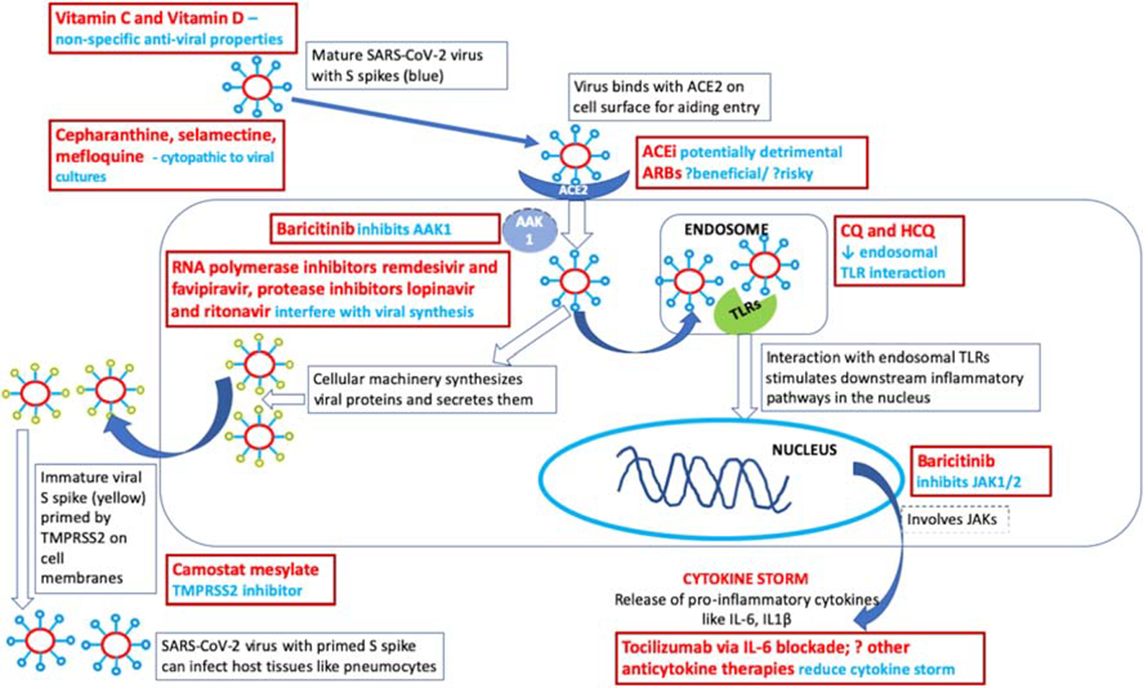 Vitamin C and Vitamin D –
non-specific anti-viral properties
Mature SARS-CoV-2 virus
with S spikes (blue)
Virus binds with ACE2 on
cell surface for aiding entry
Cepharanthine, selamectine,
mefloquine - cytopathic to viral
cultures
ACEi potentially detrimental
ARBs ?beneficial/ ?risky
ACE2
Baricitinib inhibits AAK1
AAK
1
ENDOSOME
TLRs
CQ and HCQ
↓ endosomal
TLR interaction
RNA polymerase inhibitors remdesivir and
favipiravir, protease inhibitors lopinavir
and ritonavir interfere with viral synthesis
Interaction with endosomal TLRs
stimulates downstream inflammatory
pathways in the nucleus
Cellular machinery synthesizes
viral proteins and secretes them
NUCLEUS
Baricitinib
inhibits JAK1/2
Involves JAKs
Immature viral
S spike (yellow)
primed by
TMPRSS2 on
cell
membranes
Camostat mesylate
TMPRSS2 inhibitor
CYTOKINE STORM
Release of pro-inflammatory cytokines
like IL-6, IL1β
SARS-CoV-2 virus with primed S spike
can infect host tissues like pneumocytes
Tocilizumab via IL-6 blockade; ? other
anticytokine therapies reduce cytokine storm